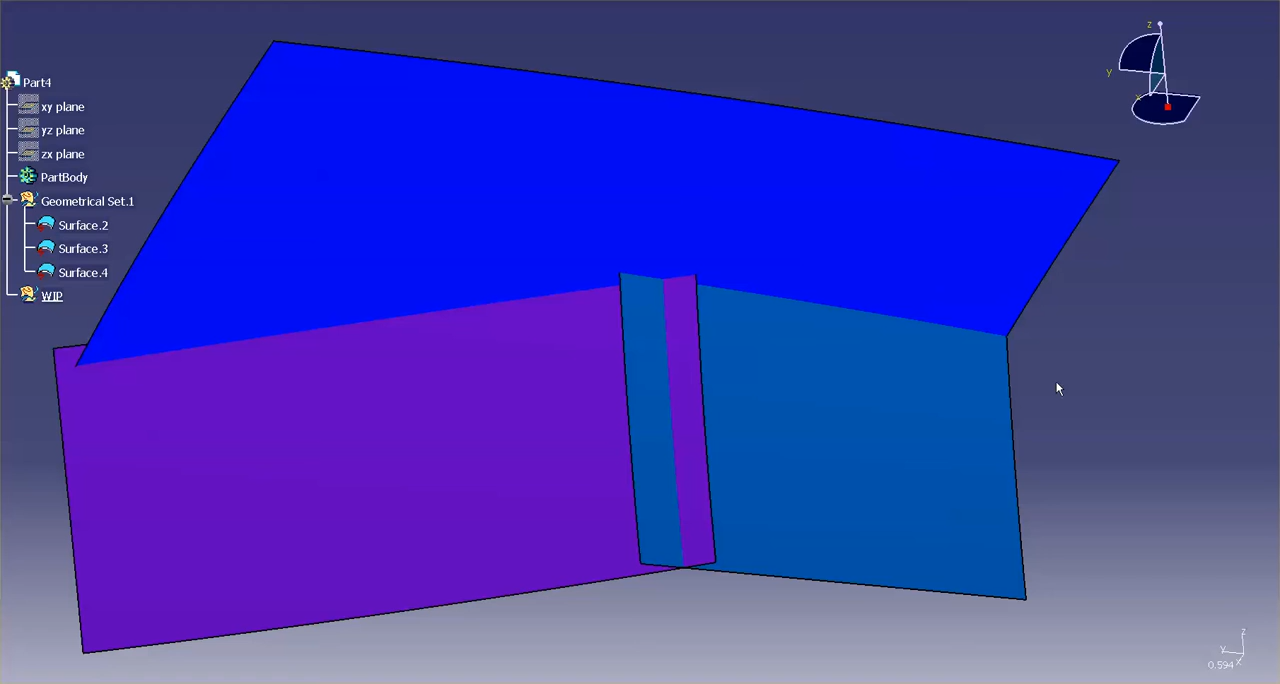 Part4
xy plane
yz plane
zx plane
PartBody
Geometrical Set.1
Surface.2
Surface.3
Surface.4
WIP
z
y
x
z
y
x
0.594